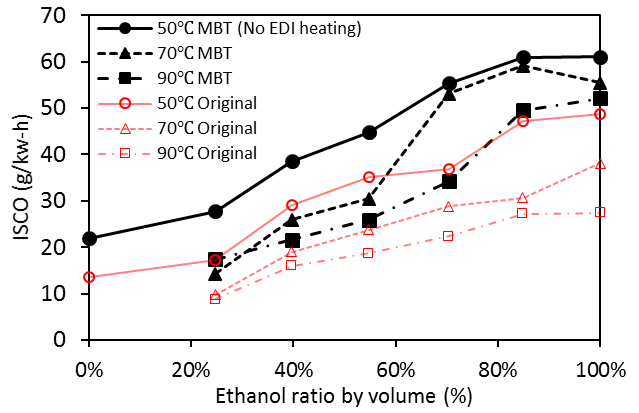 70
60
50
40
30
20
10
0
ISCO (g/kw-h)
50℃ MBT (No EDI heating)
70℃ MBT
90℃ MBT
50℃ Original
70℃ Original
90℃ Original
0% 20% 40% 60% 80% 100%
Ethanol ratio by volume (%)